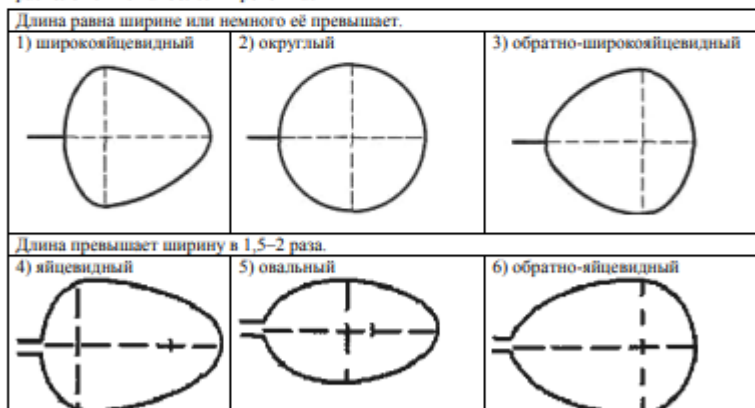 Длина равна ширине или немного её превышает.
1) широкояйцевидный
2) округлый
3) обратно-широкояйцевидный
Длина превышает ширину в 1,5–2 раза.
4) яйцевидный
5) овальный
6) обратно-яйцевидный